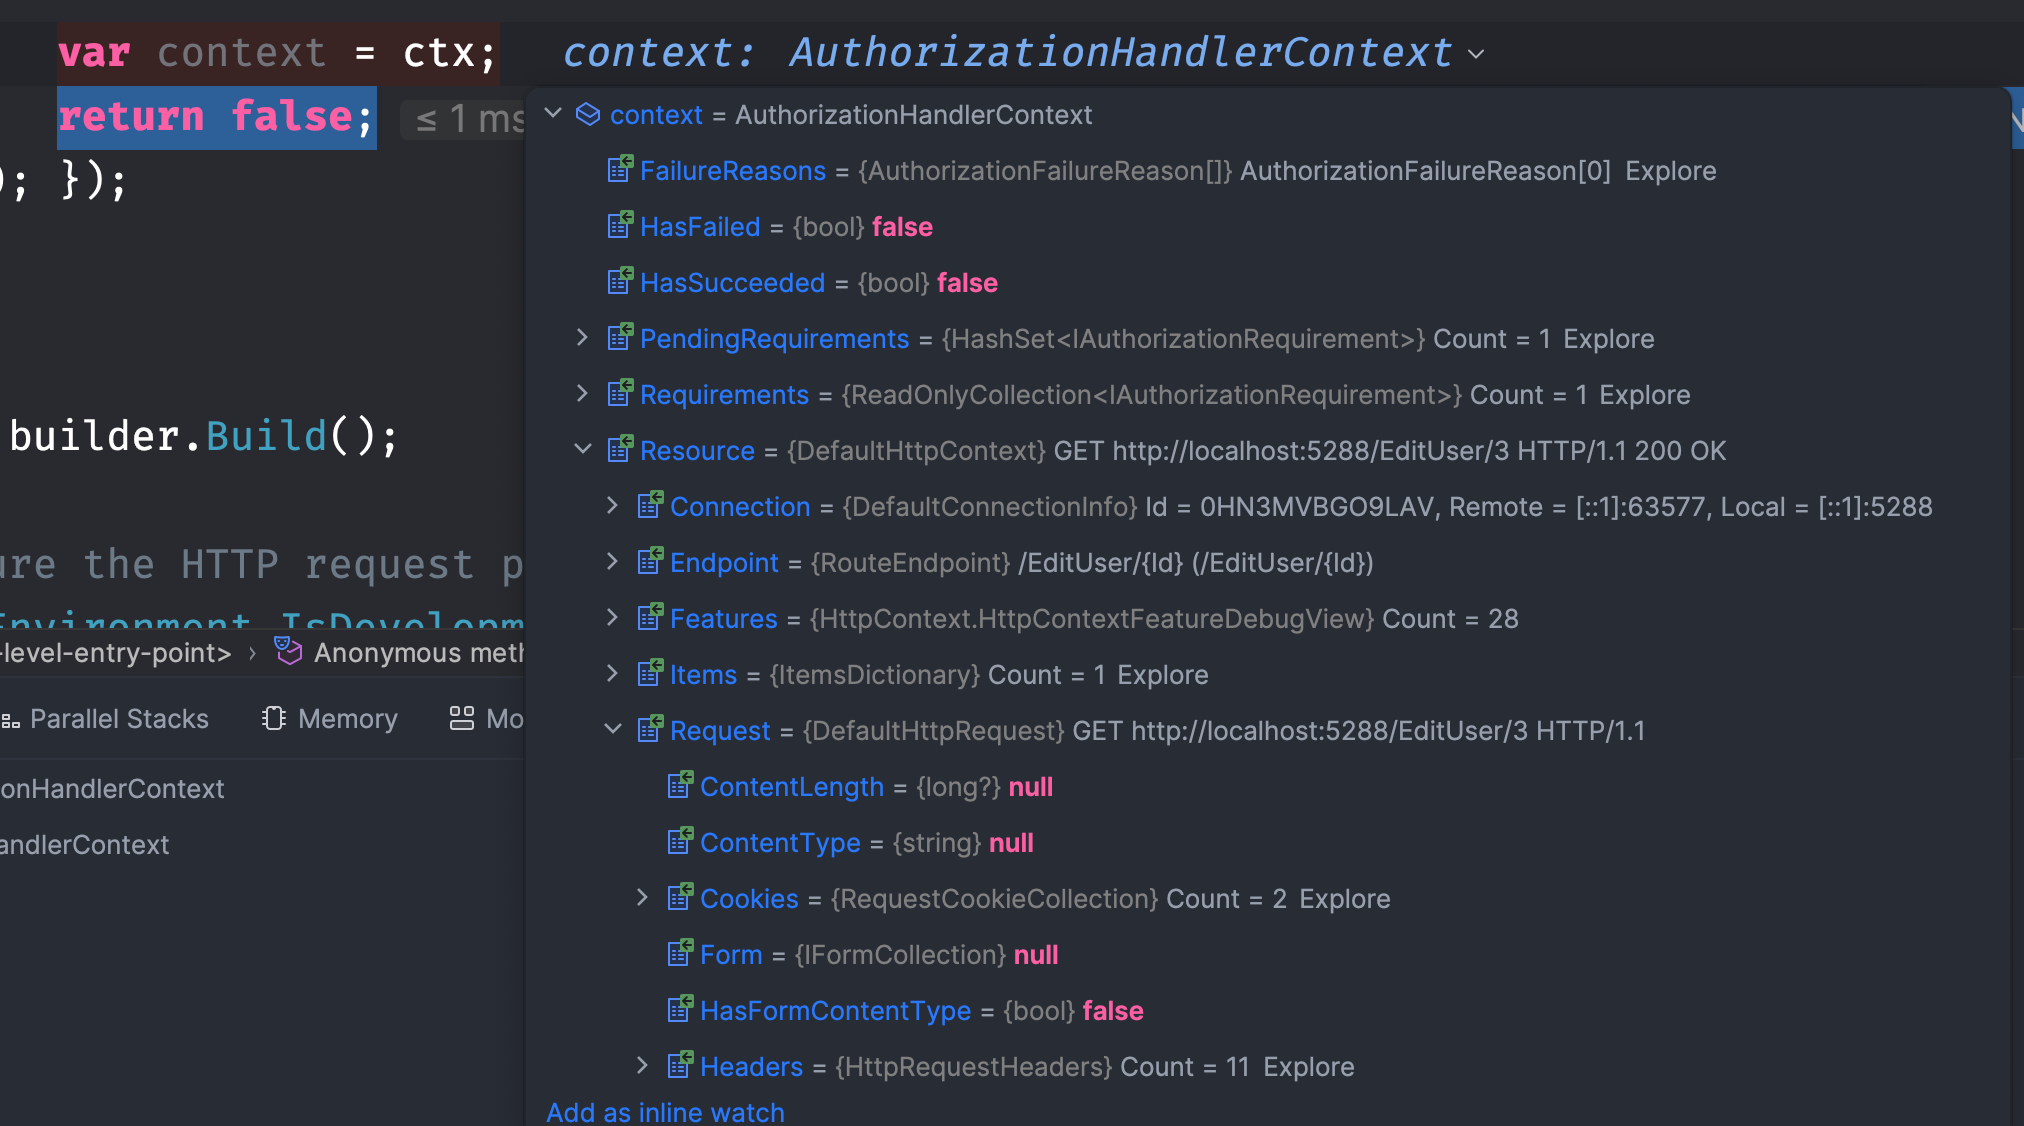 var context = ctx;   context: AuthorizationHandlerContext
return false;   ≤ 1 ms
context = AuthorizationHandlerContext
FailureReasons = {AuthorizationFailureReason[]} AuthorizationFailureReason[0] Explore
); });
HasFailed = {bool} false
HasSucceeded = {bool} false
PendingRequirements = {HashSet<IAuthorizationRequirement>} Count = 1 Explore
Requirements = {ReadOnlyCollection<IAuthorizationRequirement>} Count = 1 Explore
builder.Build();
Resource = {DefaultHttpContext} GET http://localhost:5288/EditUser/3 HTTP/1.1 200 OK
Connection = {DefaultConnectionInfo} Id = 0HN3MVBGO9LAV, Remote = [::1]:63577, Local = [::1]:5288
ure the HTTP request p
Endpoint = {RouteEndpoint} /EditUser/{Id} (/EditUser/{Id})
Environment.IsDevelopm
Features = {HttpContext.HttpContextFeatureDebugView} Count = 28
-level-entry-point> › Anonymous meth
Items = {ItemsDictionary} Count = 1 Explore
Parallel Stacks   Memory   Mo
Request = {DefaultHttpRequest} GET http://localhost:5288/EditUser/3 HTTP/1.1
onHandlerContext
ContentLength = {long?} null
andlerContext
ContentType = {string} null
Cookies = {RequestCookieCollection} Count = 2 Explore
Form = {IFormCollection} null
HasFormContentType = {bool} false
Headers = {HttpRequestHeaders} Count = 11 Explore
Add as inline watch